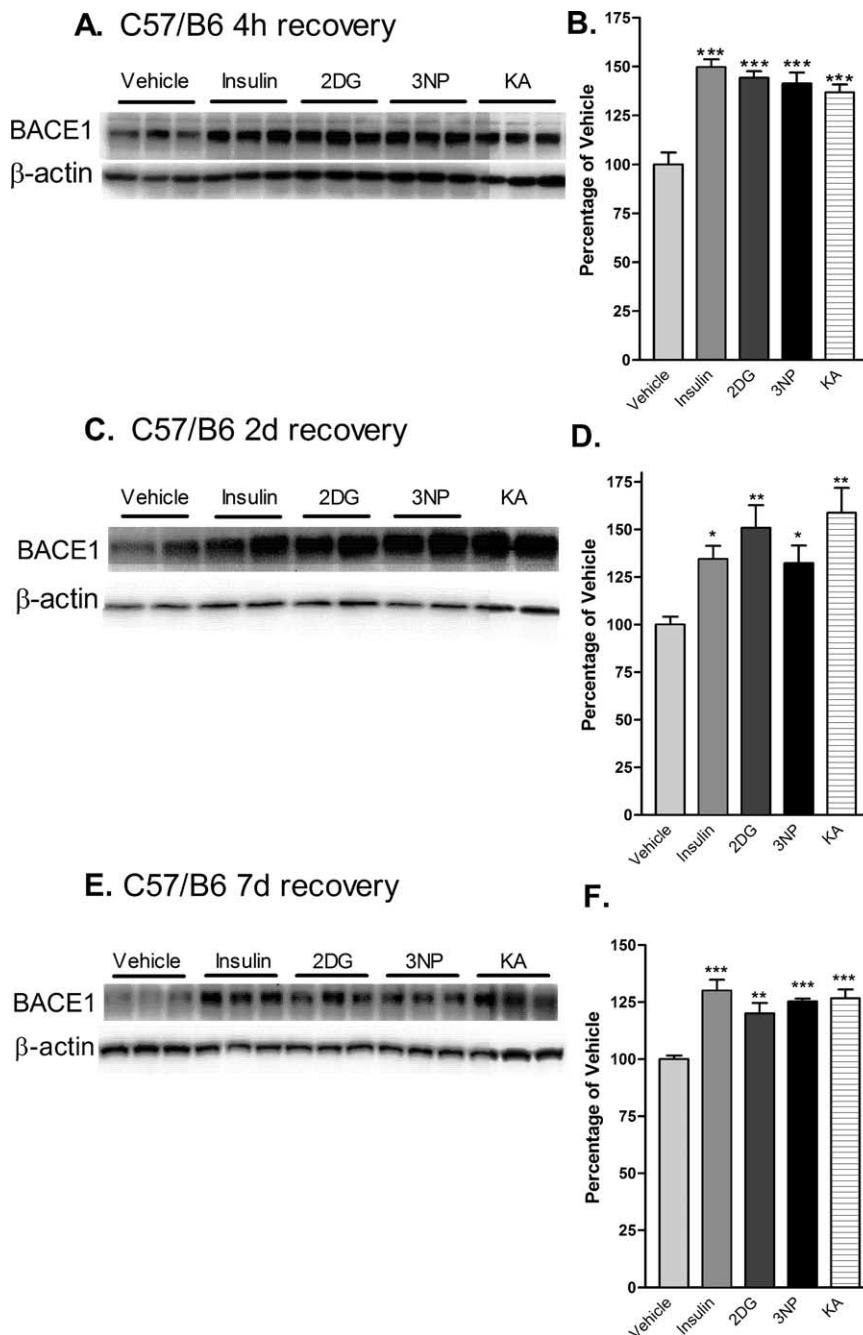 A. C57/B6 4h recovery
Vehicle Insulin 2DG 3NP KA
BACE1
β-actin
B.
Percentage of Vehicle
175
150
125
100
75
50
25
0
*** *** *** ***
Vehicle Insulin 2DG 3NP KA
C. C57/B6 2d recovery
Vehicle Insulin 2DG 3NP KA
BACE1
β-actin
D.
Percentage of Vehicle
175
150
125
100
75
50
25
0
* ** * **
Vehicle Insulin 2DG 3NP KA
E. C57/B6 7d recovery
Vehicle Insulin 2DG 3NP KA
BACE1
β-actin
F.
Percentage of Vehicle
150
125
100
75
50
25
0
*** ** *** ***
Vehicle Insulin 2DG 3NP KA